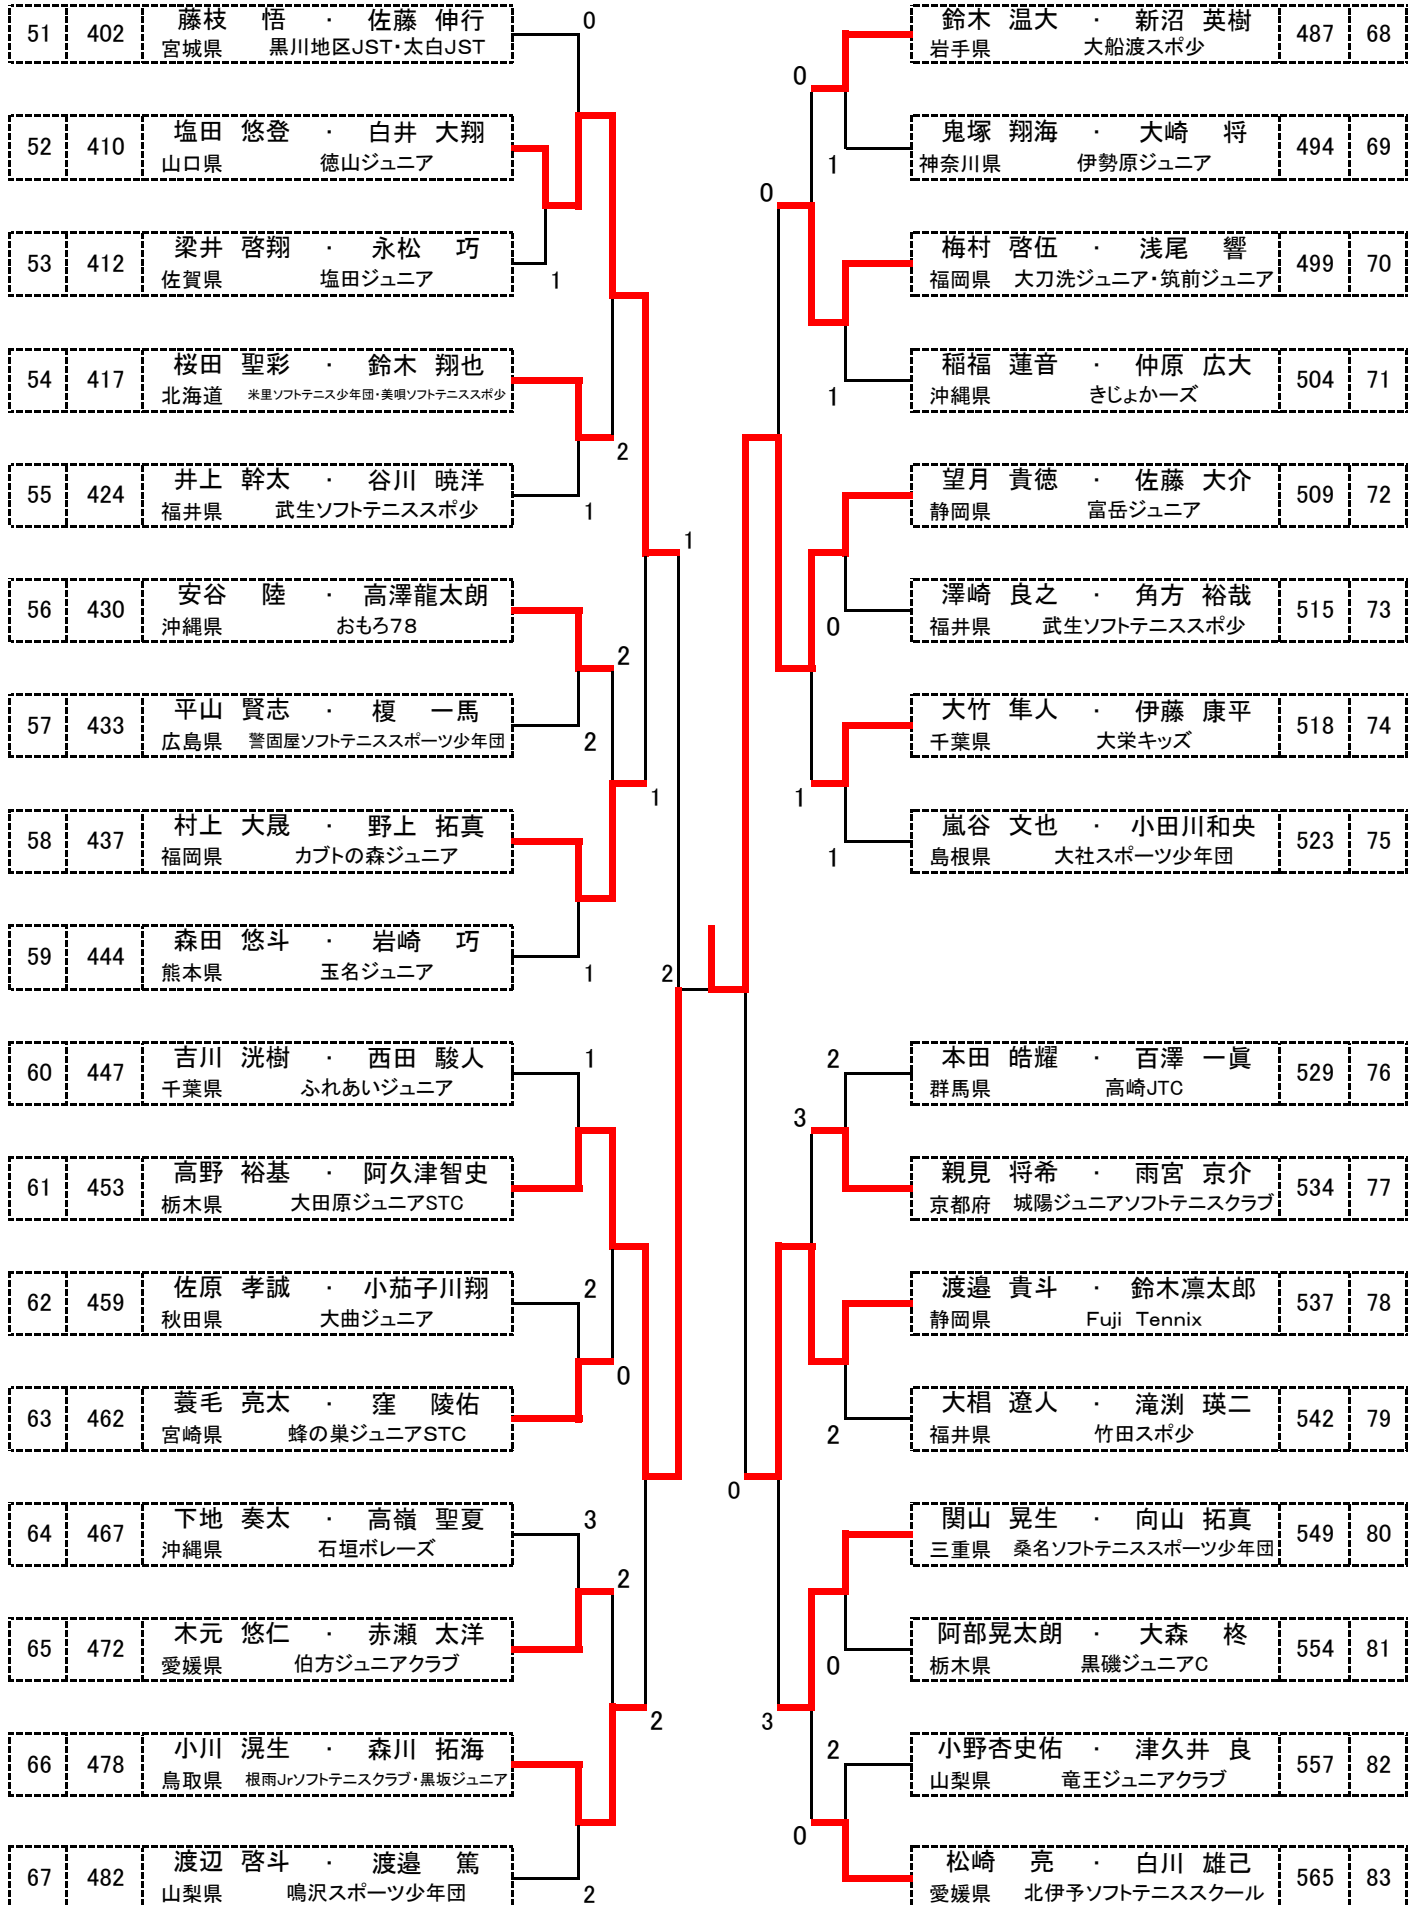 51 402 藤枝 悟 ・ 佐藤 伸行
宮城県 黒川地区JST・太白JST
0
52 410 塩田 悠登 ・ 白井 大翔
山口県 徳山ジュニア
53 412 梁井 啓翔 ・ 永松 巧
佐賀県 塩田ジュニア
1
54 417 桜田 聖彩 ・ 鈴木 翔也
北海道 米里ソフトテニス少年団・美唄ソフトテニススポ少
2
55 424 井上 幹太 ・ 谷川 暁洋
福井県 武生ソフトテニススポ少
1
1
56 430 安谷 陸 ・ 高澤龍太朗
沖縄県 おもろ78
2
57 433 平山 賢志 ・ 榎 一馬
広島県 警固屋ソフトテニススポーツ少年団
2
1
58 437 村上 大晟 ・ 野上 拓真
福岡県 カブトの森ジュニア
59 444 森田 悠斗 ・ 岩崎 巧
熊本県 玉名ジュニア
1
2
60 447 吉川 洸樹 ・ 西田 駿人
千葉県 ふれあいジュニア
1
61 453 高野 裕基 ・ 阿久津智史
栃木県 大田原ジュニアSTC
62 459 佐原 孝誠 ・ 小茄子川翔
秋田県 大曲ジュニア
2
0
63 462 蓑毛 亮太 ・ 窪 陵佑
宮崎県 蜂の巣ジュニアSTC
64 467 下地 奏太 ・ 高嶺 聖夏
沖縄県 石垣ボレーズ
3
2
65 472 木元 悠仁 ・ 赤瀬 太洋
愛媛県 伯方ジュニアクラブ
2
66 478 小川 滉生 ・ 森川 拓海
鳥取県 根雨Jrソフトテニスクラブ・黒坂ジュニア
67 482 渡辺 啓斗 ・ 渡邉 篤
山梨県 鳴沢スポーツ少年団
2
鈴木 温大 ・ 新沼 英樹 487 68
岩手県 大船渡スポ少
0
鬼塚 翔海 ・ 大崎 将 494 69
神奈川県 伊勢原ジュニア
1
0
梅村 啓伍 ・ 浅尾 響 499 70
福岡県 大刀洗ジュニア・筑前ジュニア
稲福 蓮音 ・ 仲原 広大 504 71
沖縄県 きじょかーズ
1
望月 貴徳 ・ 佐藤 大介 509 72
静岡県 富岳ジュニア
澤崎 良之 ・ 角方 裕哉 515 73
福井県 武生ソフトテニススポ少
0
大竹 隼人 ・ 伊藤 康平 518 74
千葉県 大栄キッズ
1
嵐谷 文也 ・ 小田川和央 523 75
島根県 大社スポーツ少年団
1
本田 皓耀 ・ 百澤 一眞 529 76
群馬県 高崎JTC
2
3
親見 将希 ・ 雨宮 京介 534 77
京都府 城陽ジュニアソフトテニスクラブ
渡邉 貴斗 ・ 鈴木凛太郎 537 78
静岡県 Fuji Tennix
大椙 遼人 ・ 滝渕 瑛二 542 79
福井県 竹田スポ少
2
0
関山 晃生 ・ 向山 拓真 549 80
三重県 桑名ソフトテニススポーツ少年団
阿部晃太朗 ・ 大森 柊 554 81
栃木県 黒磯ジュニアC
0
3
小野杏史佑 ・ 津久井 良 557 82
山梨県 竜王ジュニアクラブ
2
0
松崎 亮 ・ 白川 雄己 565 83
愛媛県 北伊予ソフトテニススクール